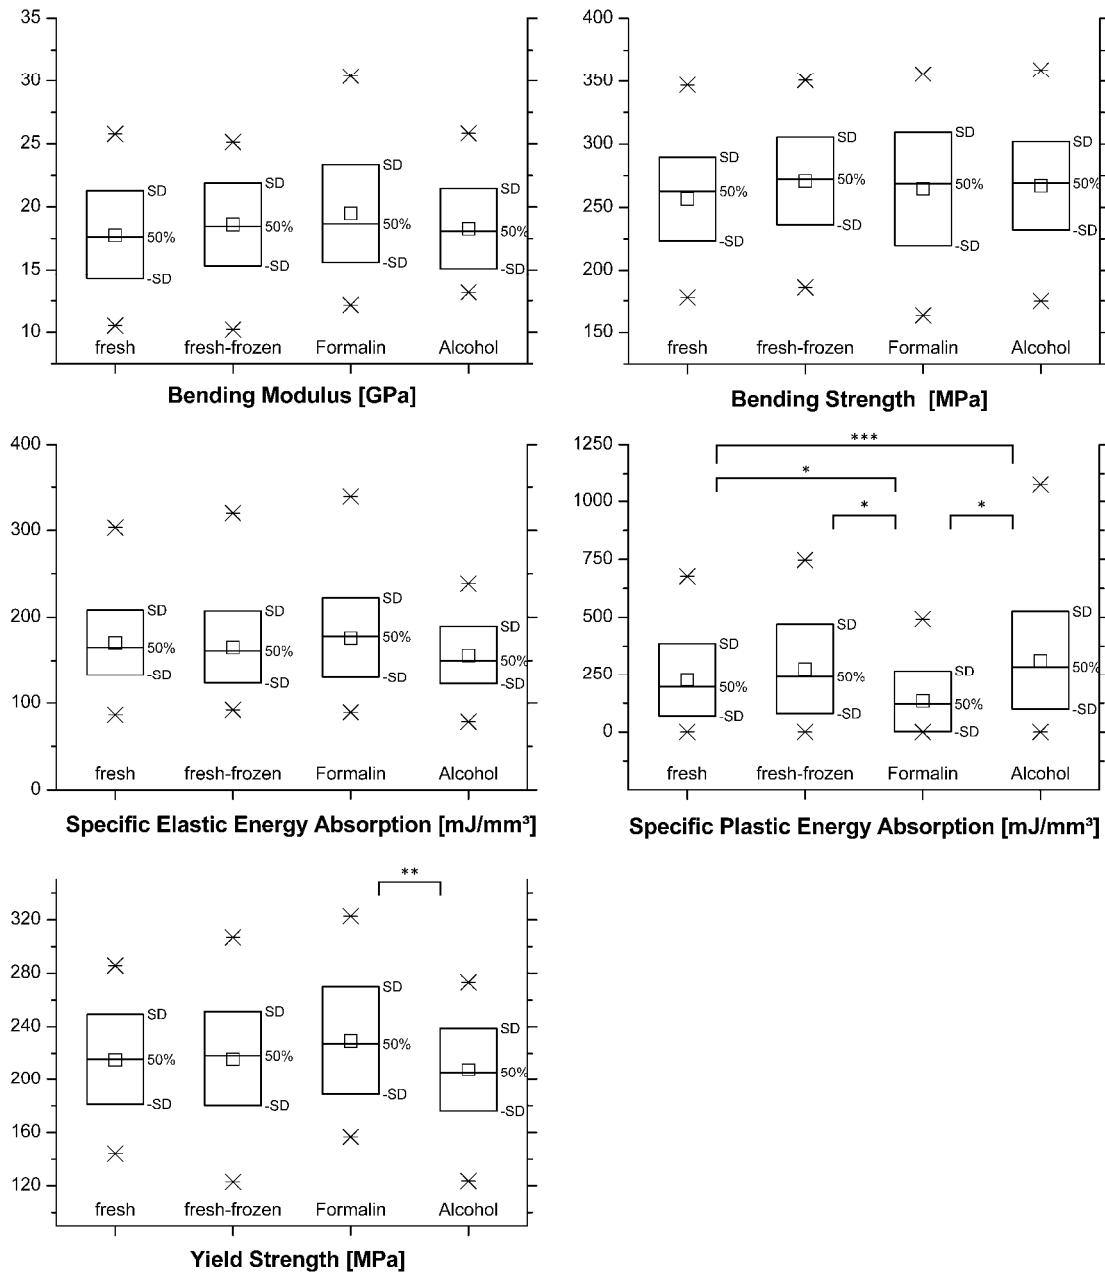 35
30
25
20
15
10
SD
50%
-SD
SD
50%
-SD
SD
50%
-SD
SD
50%
-SD
fresh
fresh-frozen
Formalin
Alcohol
Bending Modulus [GPa]
400
350
300
250
200
150
SD
50%
-SD
SD
50%
-SD
SD
50%
-SD
SD
50%
-SD
fresh
fresh-frozen
Formalin
Alcohol
Bending Strength [MPa]
400
300
200
100
0
SD
50%
-SD
SD
50%
-SD
SD
50%
-SD
SD
50%
-SD
fresh
fresh-frozen
Formalin
Alcohol
Specific Elastic Energy Absorption [mJ/mm³]
1250
1000
750
500
250
0
***
*
*
*
SD
50%
-SD
SD
50%
-SD
SD
50%
-SD
SD
50%
-SD
fresh
fresh-frozen
Formalin
Alcohol
Specific Plastic Energy Absorption [mJ/mm³]
320
280
240
200
160
120
**
SD
50%
-SD
SD
50%
-SD
SD
50%
-SD
SD
50%
-SD
fresh
fresh-frozen
Formalin
Alcohol
Yield Strength [MPa]